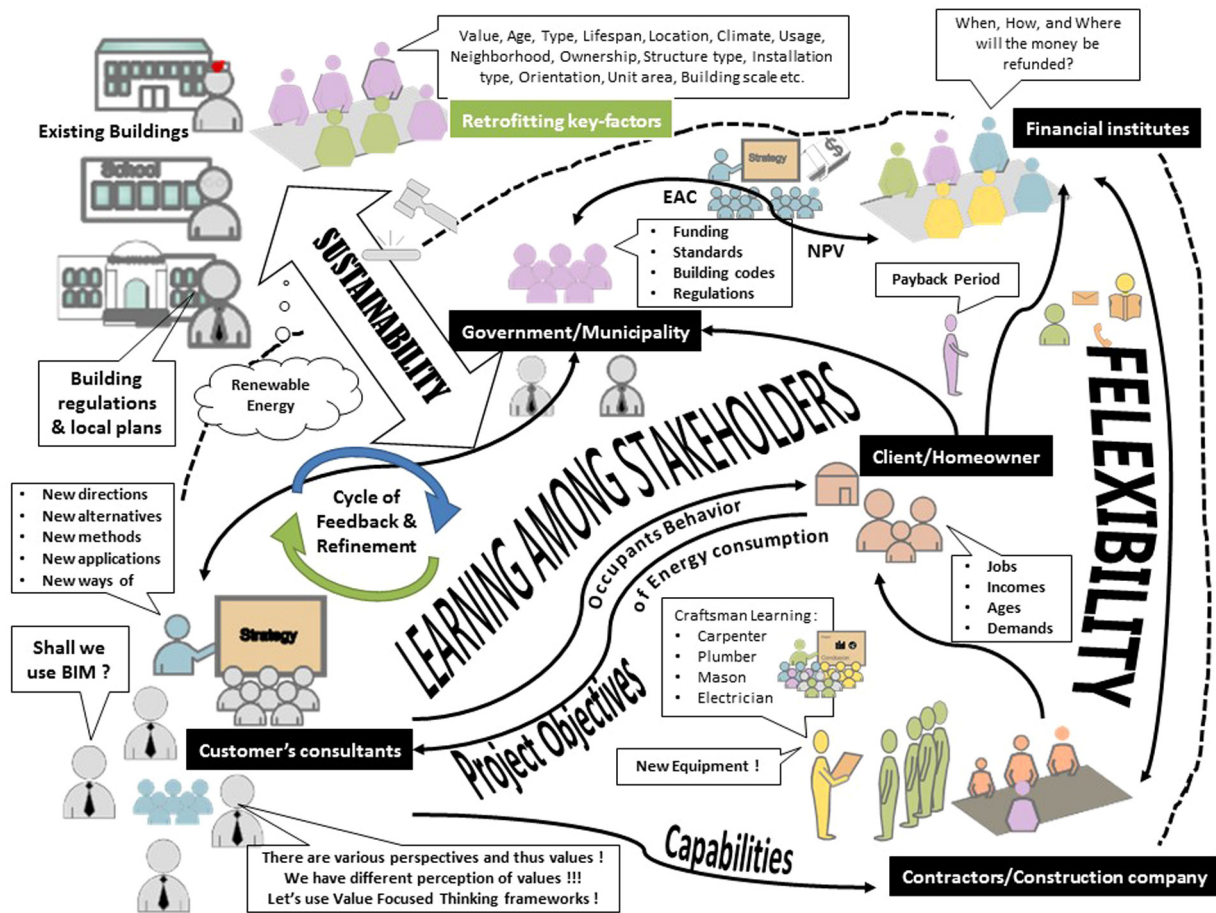 Value, Age, Type, Lifespan, Location, Climate, Usage,
Neighborhood, Ownership, Structure type, Installation
type, Orientation, Unit area, Building scale etc.
When, How, and Where
will the money be
refunded?
Existing Buildings
Retrofitting key-factors
Financial institutes
School
Strategy
$
EAC
NPV
• Funding
• Standards
• Building codes
• Regulations
SUSTAINABILITY
Payback Period
Government/Municipality
Building
regulations
& local plans
Renewable
Energy
FELEXIBILITY
LEARNING AMONG STAKEHOLDERS
Client/Homeowner
• New directions
• New alternatives
• New methods
• New applications
• New ways of
Cycle of
Feedback &
Refinement
Occupants Behavior
of Energy consumption
• Jobs
• Incomes
• Ages
• Demands
Strategy
Shall we
use BIM ?
Craftsman Learning :
• Carpenter
• Plumber
• Mason
• Electrician
Conclusion
Project Objectives
Customer's consultants
New Equipment !
Capabilities
There are various perspectives and thus values !
We have different perception of values !!!
Let's use Value Focused Thinking frameworks !
Contractors/Construction company